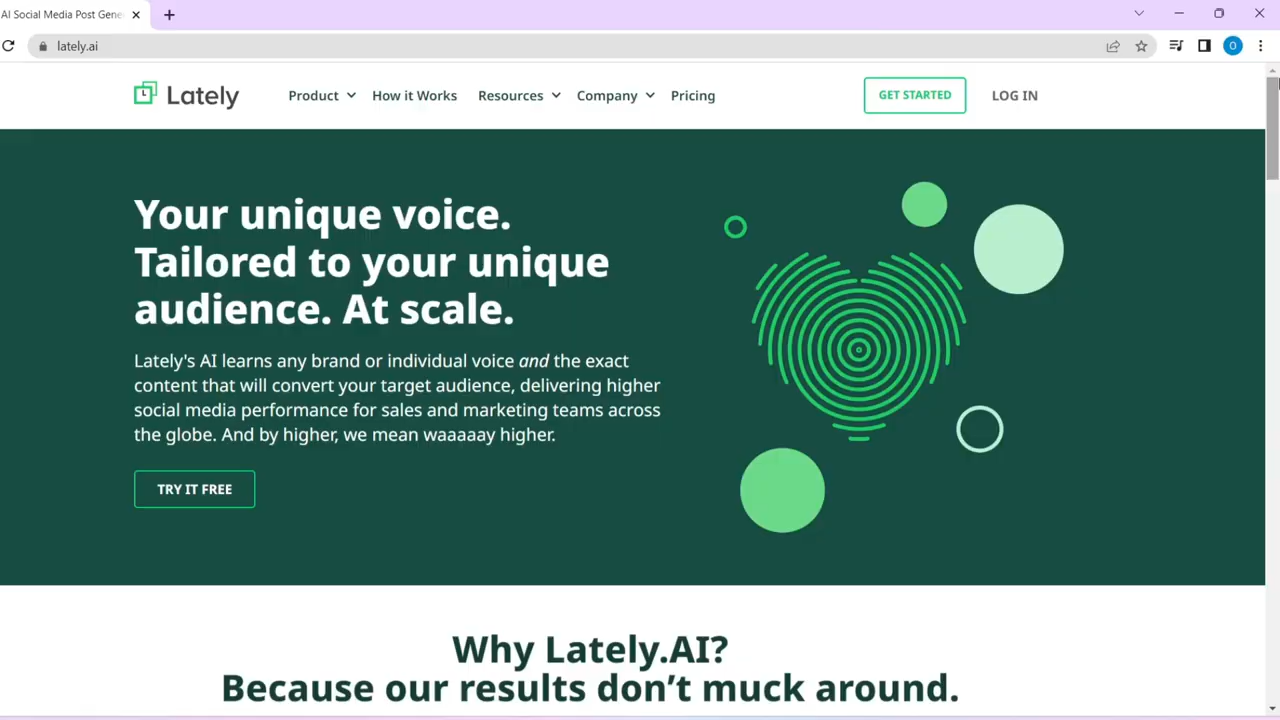 AI Social Media Post Gene
lately.ai
O
Lately
Product
How it Works
Resources
Company
Pricing
GET STARTED
LOG IN
Your unique voice.
Tailored to your unique
audience. At scale.
Lately's AI learns any brand or individual voice and the exact
content that will convert your target audience, delivering higher
social media performance for sales and marketing teams across
the globe. And by higher, we mean waaaaay higher.
TRY IT FREE
Why Lately.AI?
Because our results don’t muck around.